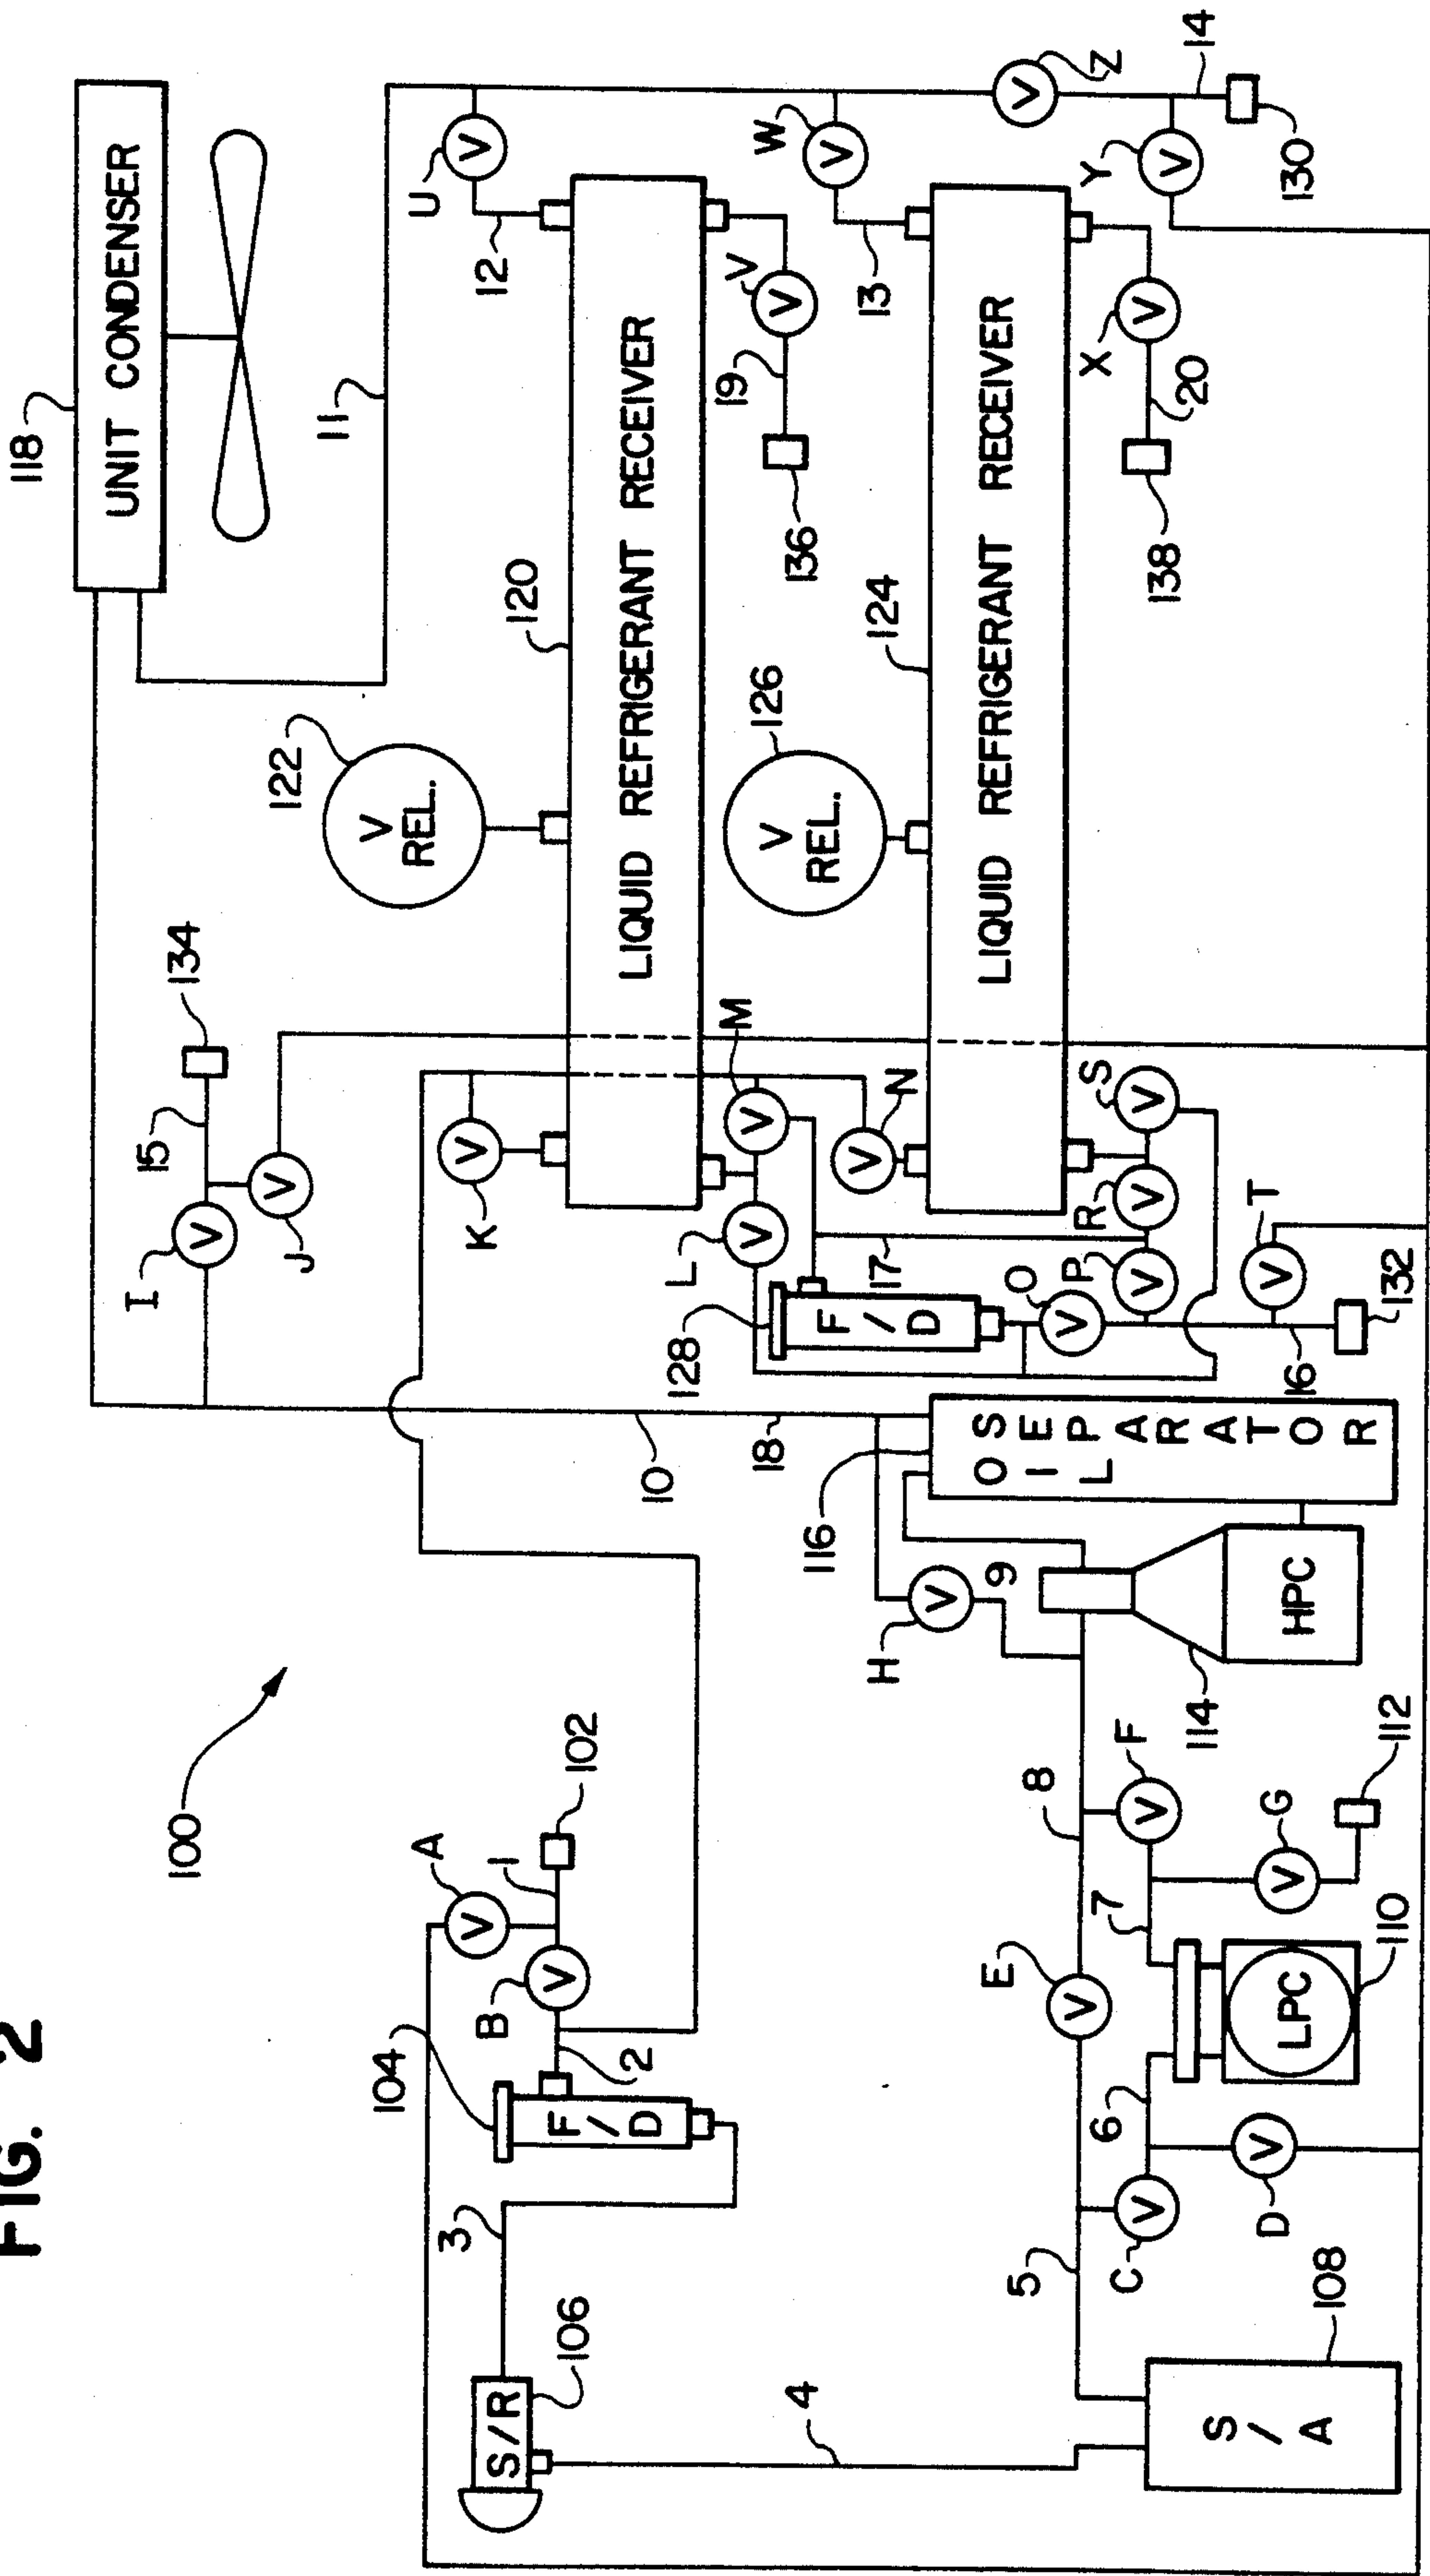 FIG. 2
100
118
UNIT CONDENSER
122
V
REL.
120
LIQUID REFRIGERANT RECEIVER
126
V
REL.
124
LIQUID REFRIGERANT RECEIVER
11
U
V
12
W
V
13
Z
V
14
130
Y
V
V
V
19
136
X
V
20
138
I
V
15
134
J
V
K
V
L
V
M
V
N
V
128
F
/
D
17
O
V
P
V
R
V
S
V
T
V
16
132
10
18
116
OIL
SEPARATOR
H
V
9
HPC
114
A
V
1
102
B
V
2
104
F
/
D
3
S/R
106
4
S
/
A
108
5
E
V
8
C
V
6
D
V
LPC
110
7
F
V
G
V
112